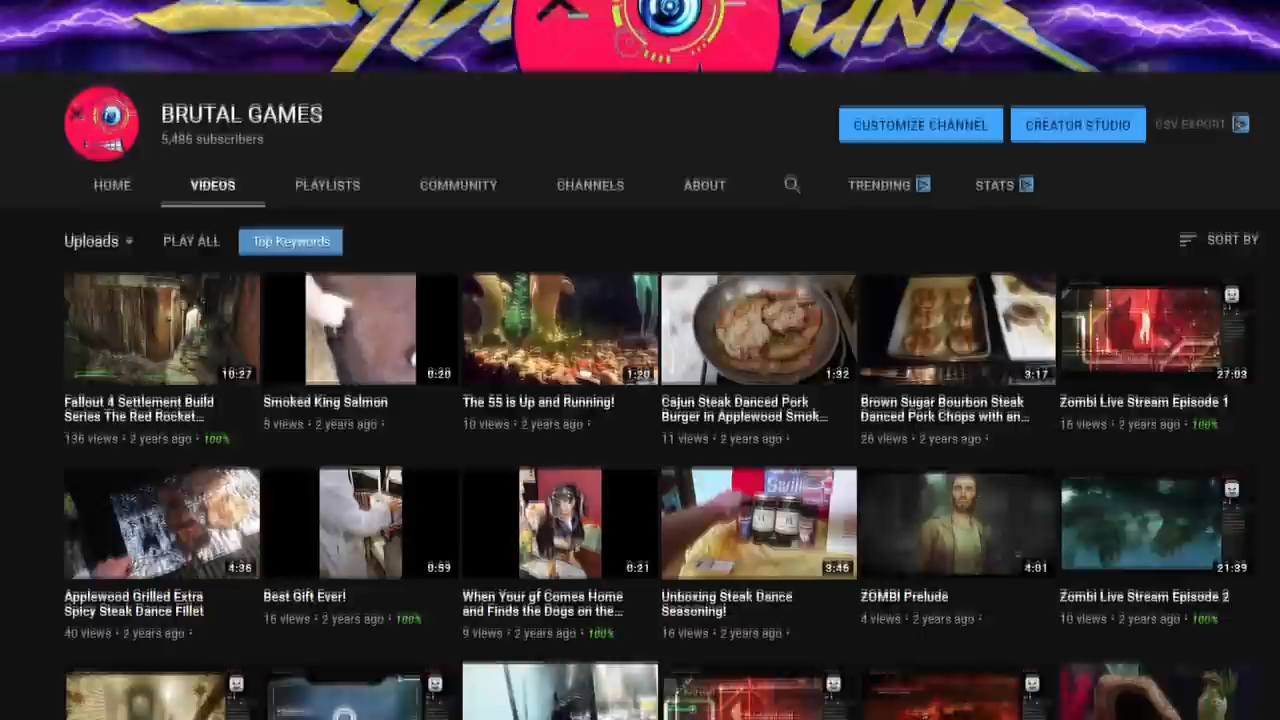 BRUTAL GAMES
5,486 subscribers
CUSTOMIZE CHANNEL
CREATOR STUDIO
CSV EXPORT
HOME
VIDEOS
PLAYLISTS
COMMUNITY
CHANNELS
ABOUT
TRENDING
STATS
Uploads
PLAY ALL
Top Keywords
SORT BY
10:27
0:20
1:20
1:32
3:17
27:03
Fallout 4 Settlement Build
Series The Red Rocket...
136 views • 2 years ago • 100%
Smoked King Salmon
5 views • 2 years ago •
The 55 is Up and Running!
10 views • 2 years ago •
Cajun Steak Danced Pork
Burger in Applewood Smok...
11 views • 2 years ago •
Brown Sugar Bourbon Steak
Danced Pork Chops with an...
26 views • 2 years ago •
Zombi Live Stream Episode 1
16 views • 2 years ago • 100%
4:36
0:59
0:21
3:46
4:01
21:39
Applewood Grilled Extra
Spicy Steak Dance Fillet
40 views • 2 years ago •
Best Gift Ever!
16 views • 2 years ago • 100%
When Your gf Comes Home
and Finds the Dogs on the...
9 views • 2 years ago • 100%
Unboxing Steak Dance
Seasoning!
16 views • 2 years ago •
ZOMBI Prelude
4 views • 2 years ago •
Zombi Live Stream Episode 2
10 views • 2 years ago • 100%